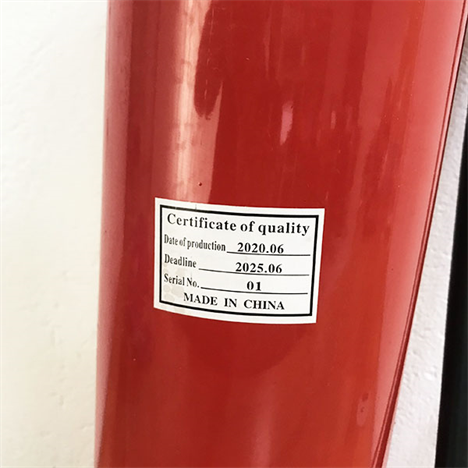 Certificate of quality
Date of production 2020.06
Deadline 2025.06
Serial No. 01
MADE IN CHINA